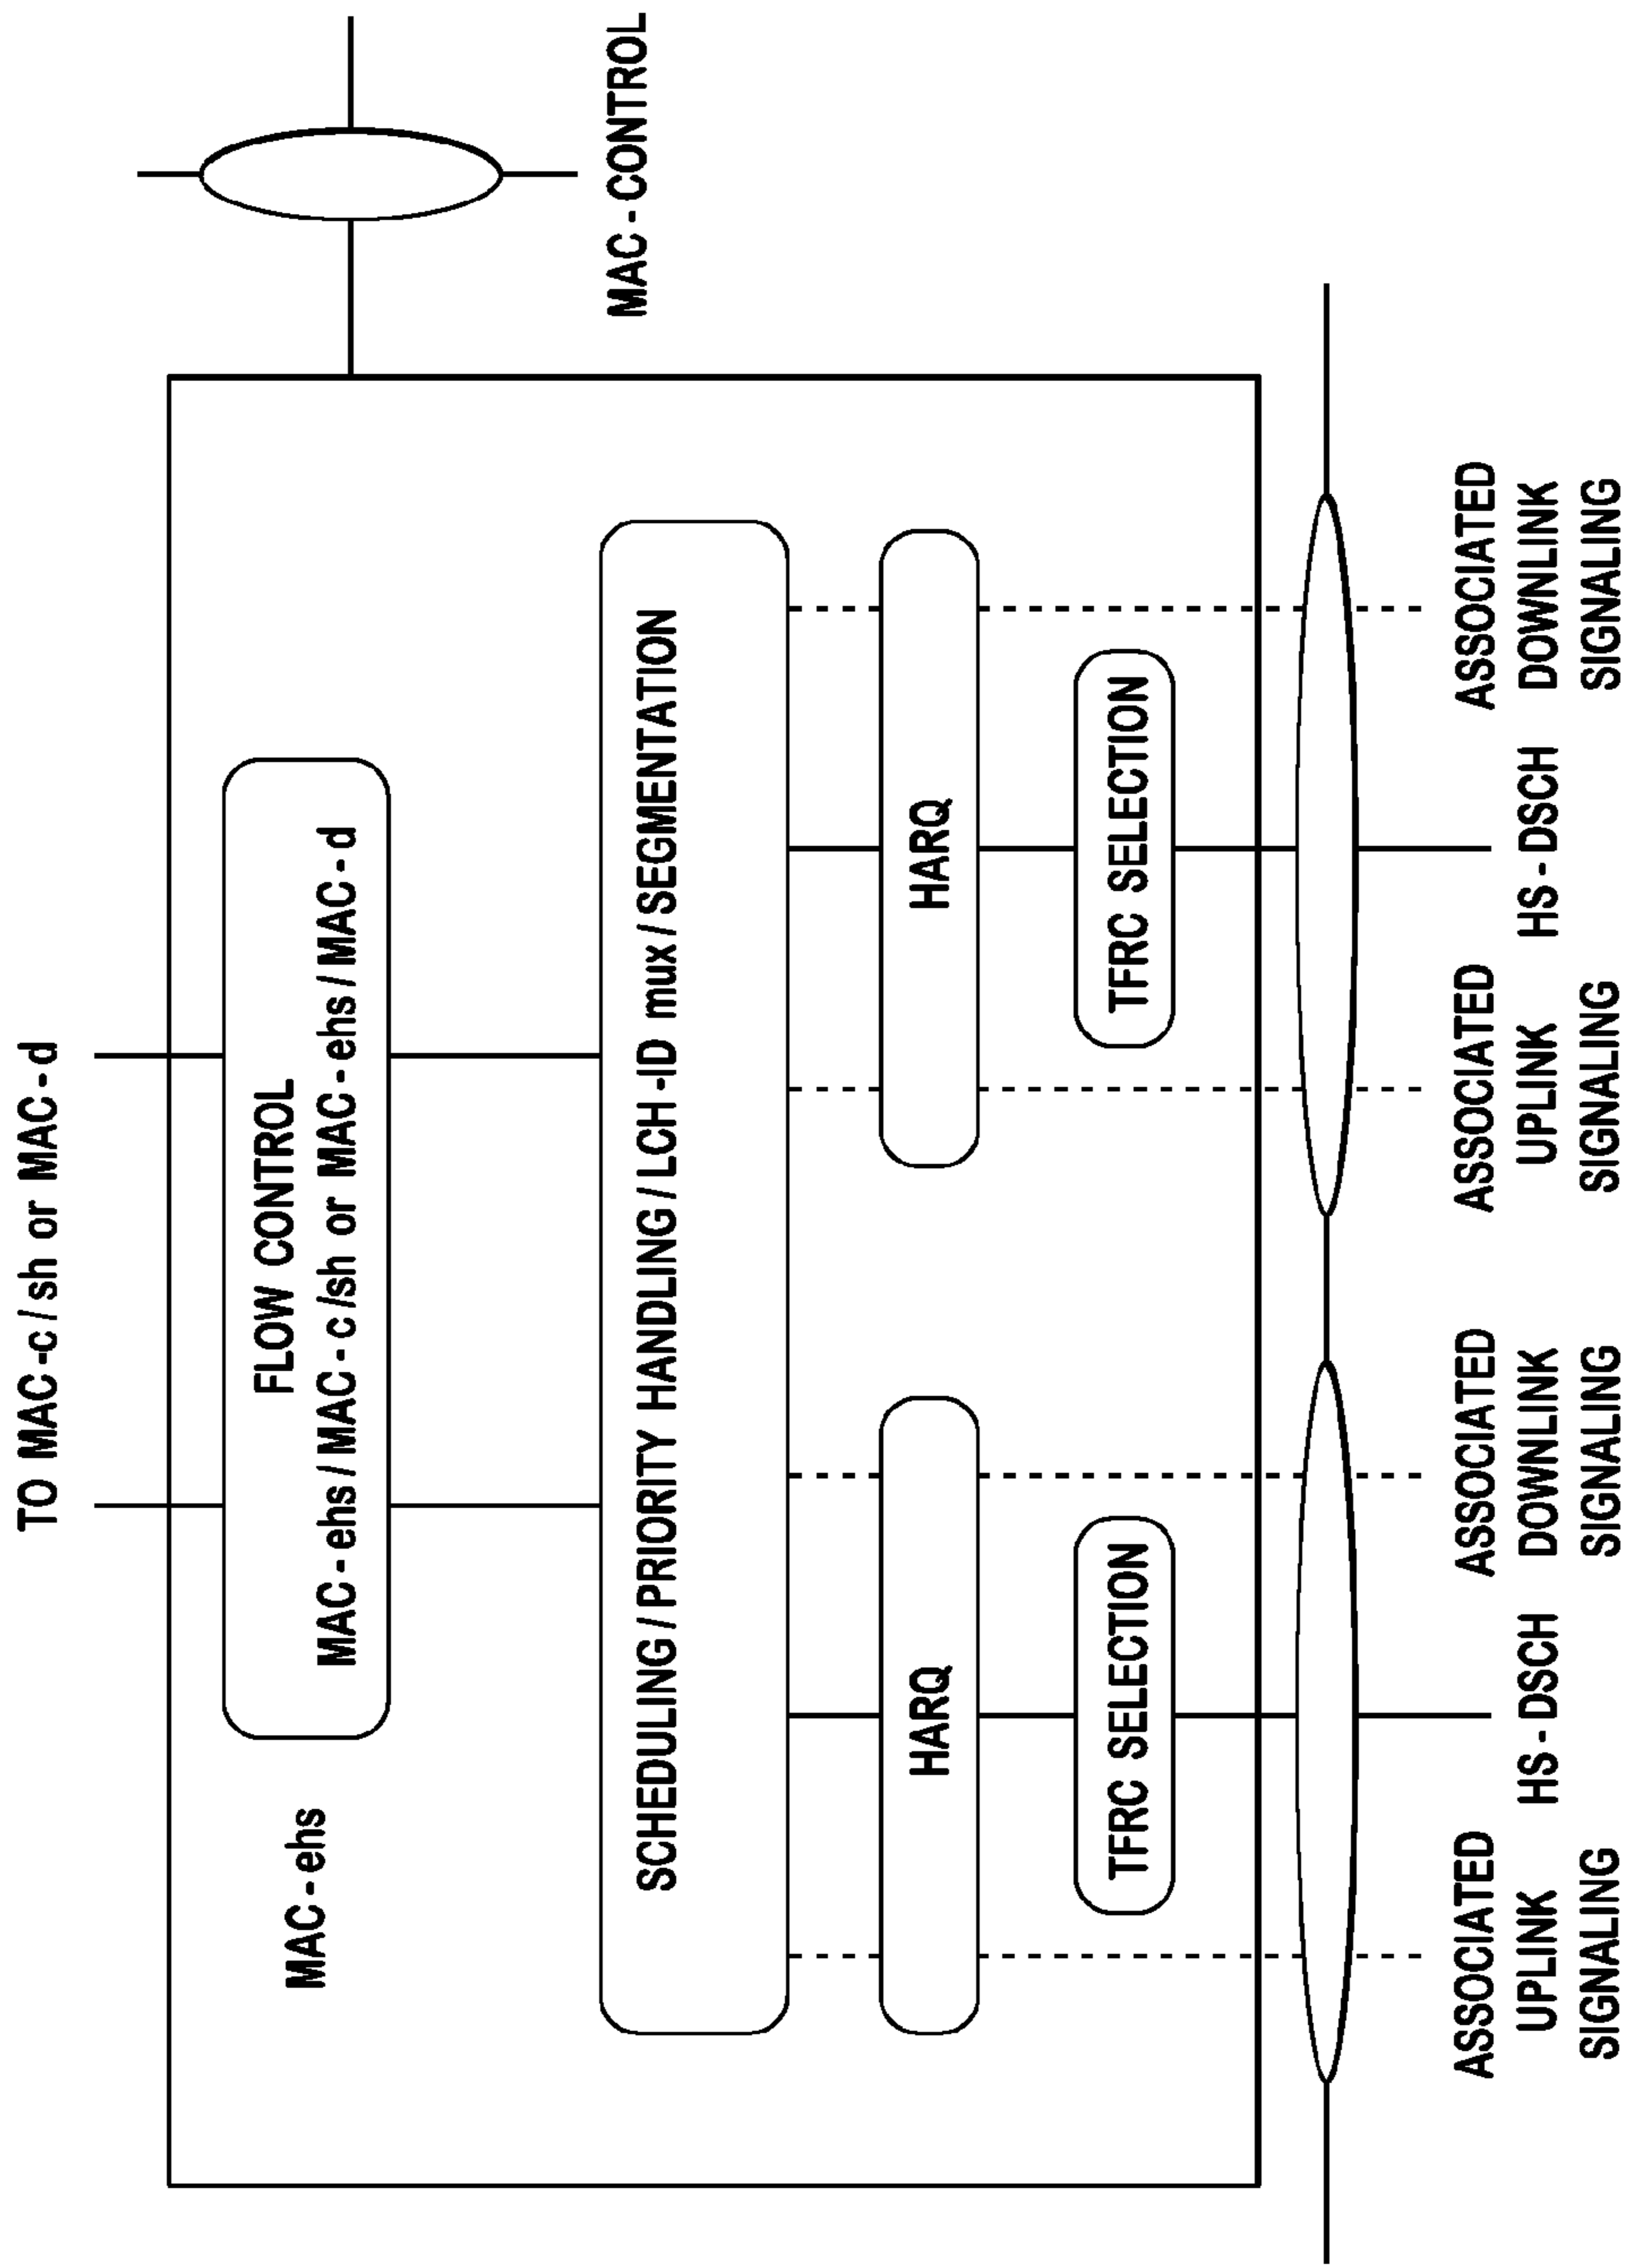 TO MAC-c/sh or MAC-d
FLOW CONTROL
MAC-ehs/MAC-c/sh or MAC-ehs/MAC-d
MAC-ehs
MAC-CONTROL
SCHEDULING/PRIORITY HANDLING/LCH-ID mux/SEGMENTATION
HARQ
HARQ
TFRC SELECTION
TFRC SELECTION
ASSOCIATED
UPLINK
SIGNALING
HS-DSCH
ASSOCIATED
DOWNLINK
SIGNALING
ASSOCIATED
UPLINK
SIGNALING
HS-DSCH
ASSOCIATED
DOWNLINK
SIGNALING